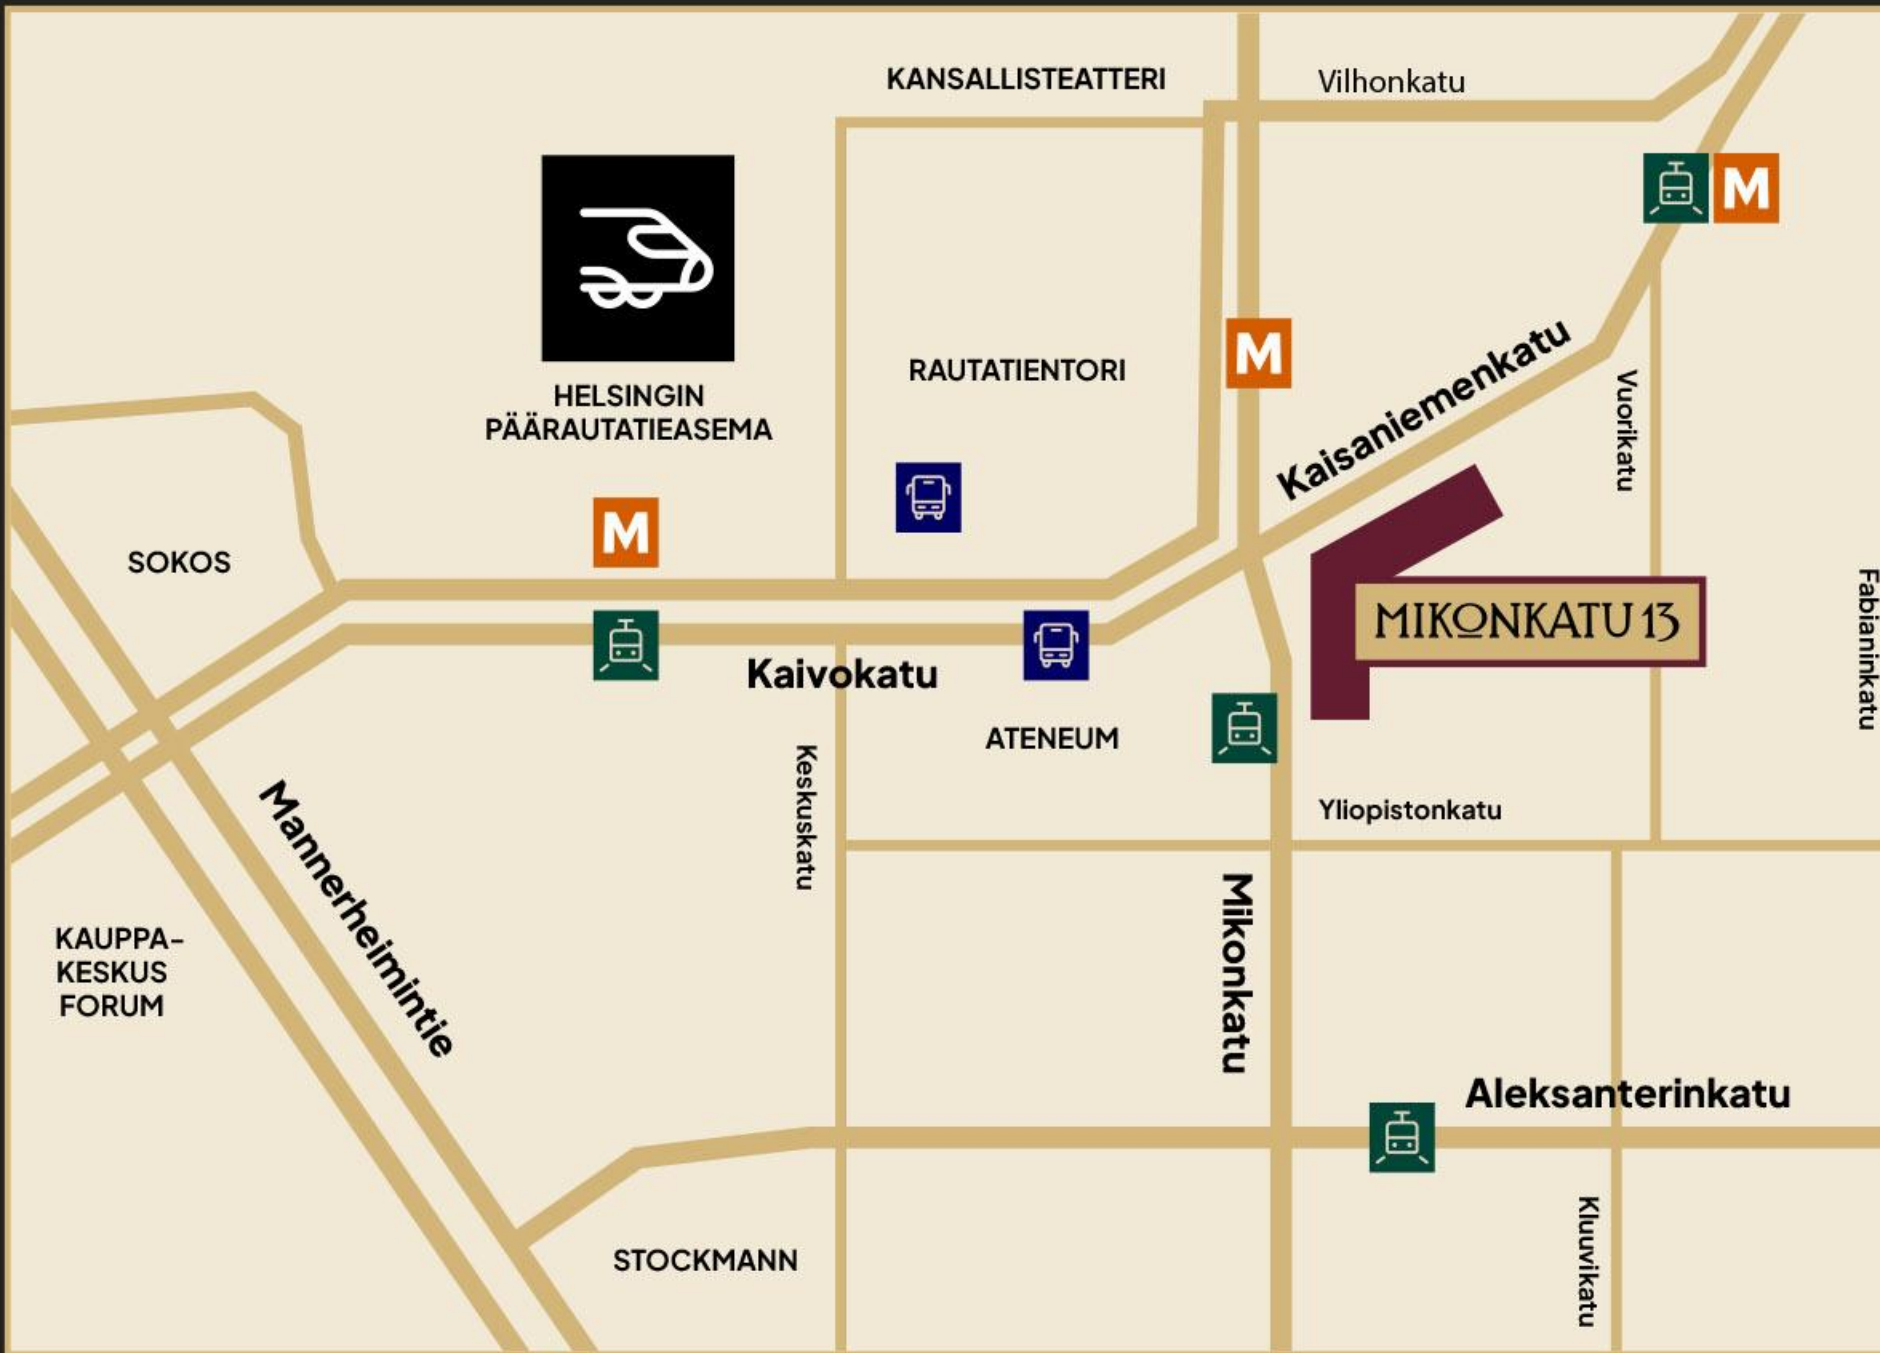 KANSALLISTEATTERI
Vilhonkatu
M
M
RAUTATIENTORI
HELSINGIN
PÄÄRAUTATIEASEMA
Kaisaniemenkatu
Vuorikatu
M
SOKOS
MIKONKATU 13
Fabianinkatu
Kaivokatu
ATENEUM
Keskuskatu
Yliopistonkatu
Mannerheimintie
Mikonkatu
KAUPPA-
KESKUS
FORUM
Aleksanterinkatu
STOCKMANN
Kluuvikatu